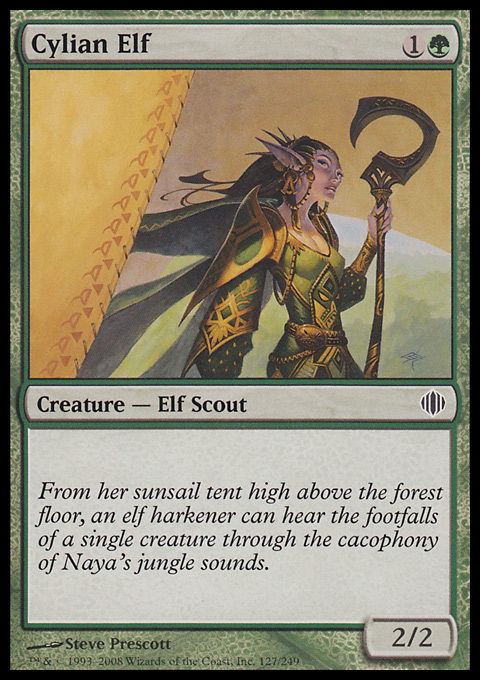 Cylian Elf 1
Creature — Elf Scout
From her sunsail tent high above the forest
floor, an elf harkener can hear the footfalls
of a single creature through the cacophony
of Naya's jungle sounds.
2/2
Steve Prescott
™ & © 1993–2008 Wizards of the Coast, Inc. 127/249